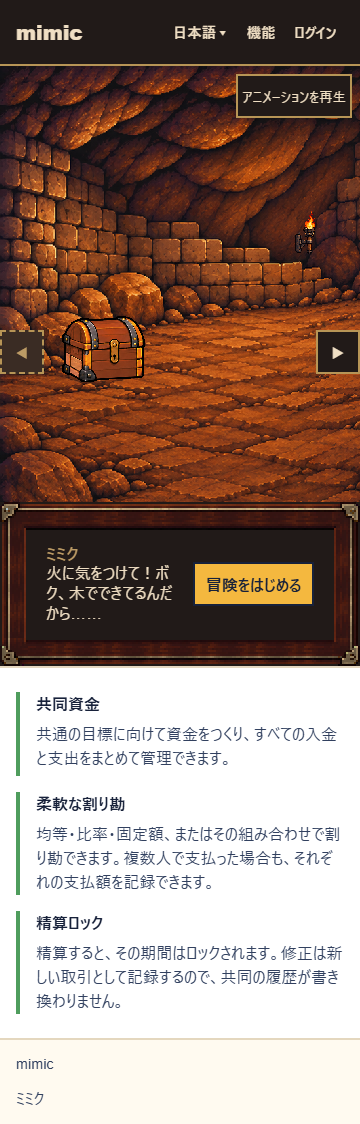 mimic
日本語 ▾ 機能 ログイン
アニメーションを再生
◀ ▶
ミミク
火に気をつけて！ボ
ク、木でできてるんだ
から……
冒険をはじめる
共同資金
共通の目標に向けて資金をつくり、すべての入金
と支出をまとめて管理できます。
柔軟な割り勘
均等・比率・固定額、またはその組み合わせで割
り勘できます。複数人で支払った場合も、それぞ
れの支払額を記録できます。
精算ロック
精算すると、その期間はロックされます。修正は新
しい取引として記録するので、共同の履歴が書き
換わりません。
mimic
ミミク